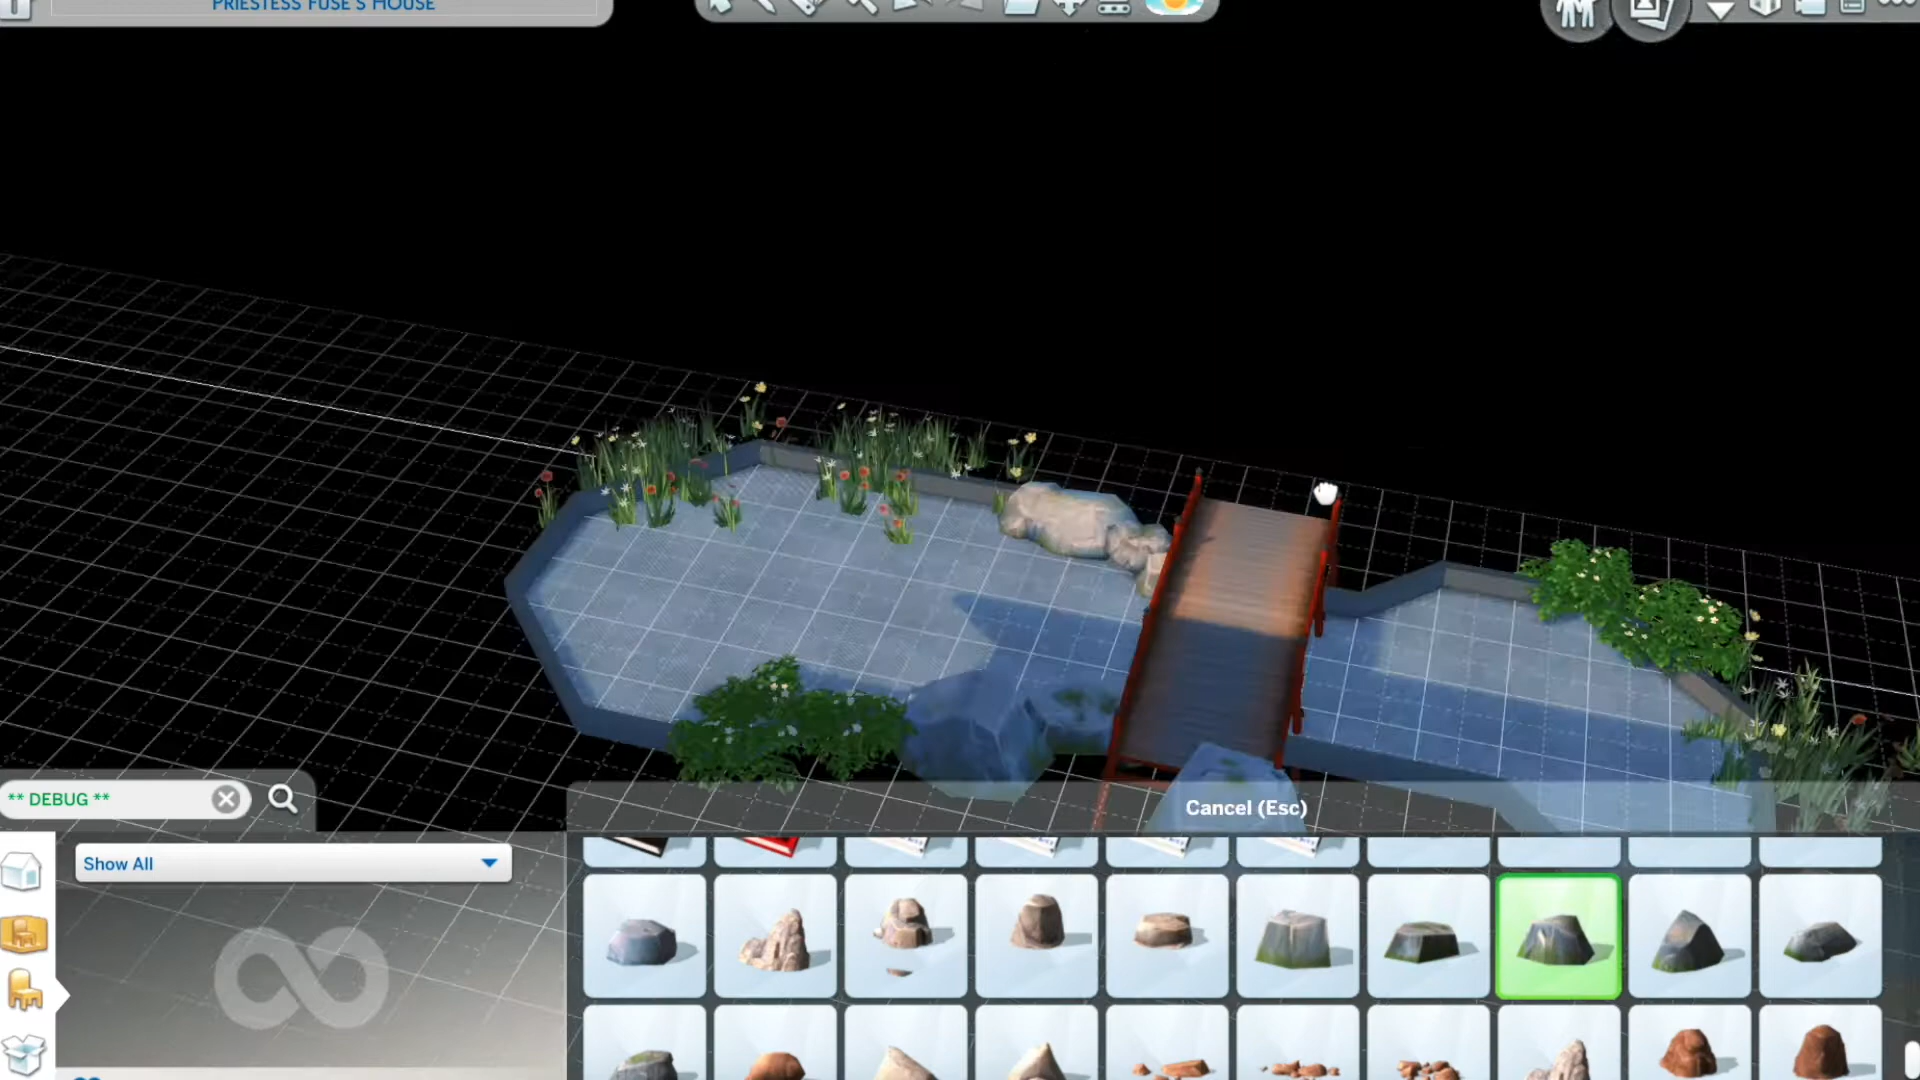 PRIESTESS FUSE'S HOUSE
** DEBUG **
Cancel (Esc)
Show All